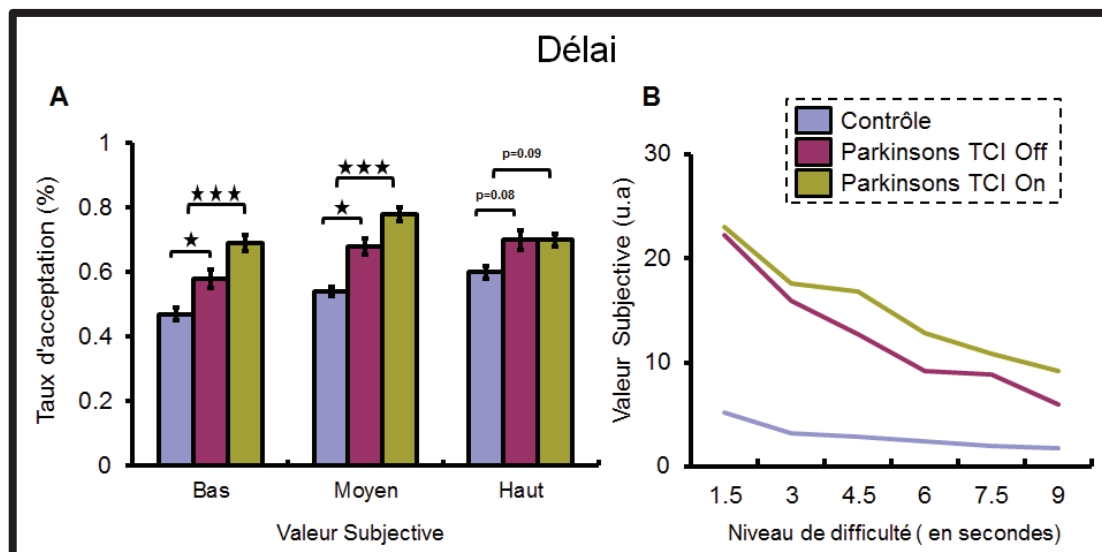 Délai
A
Taux d'acceptation (%)
1
0.8
0.6
0.4
0.2
0
★
★★★
★
★★★
p=0.08
p=0.09
Bas
Moyen
Haut
Valeur Subjective
B
Contrôle
Parkinsons TCI Off
Parkinsons TCI On
Valeur Subjective (u.a)
30
20
10
0
1.5
3
4.5
6
7.5
9
Niveau de difficulté ( en secondes)